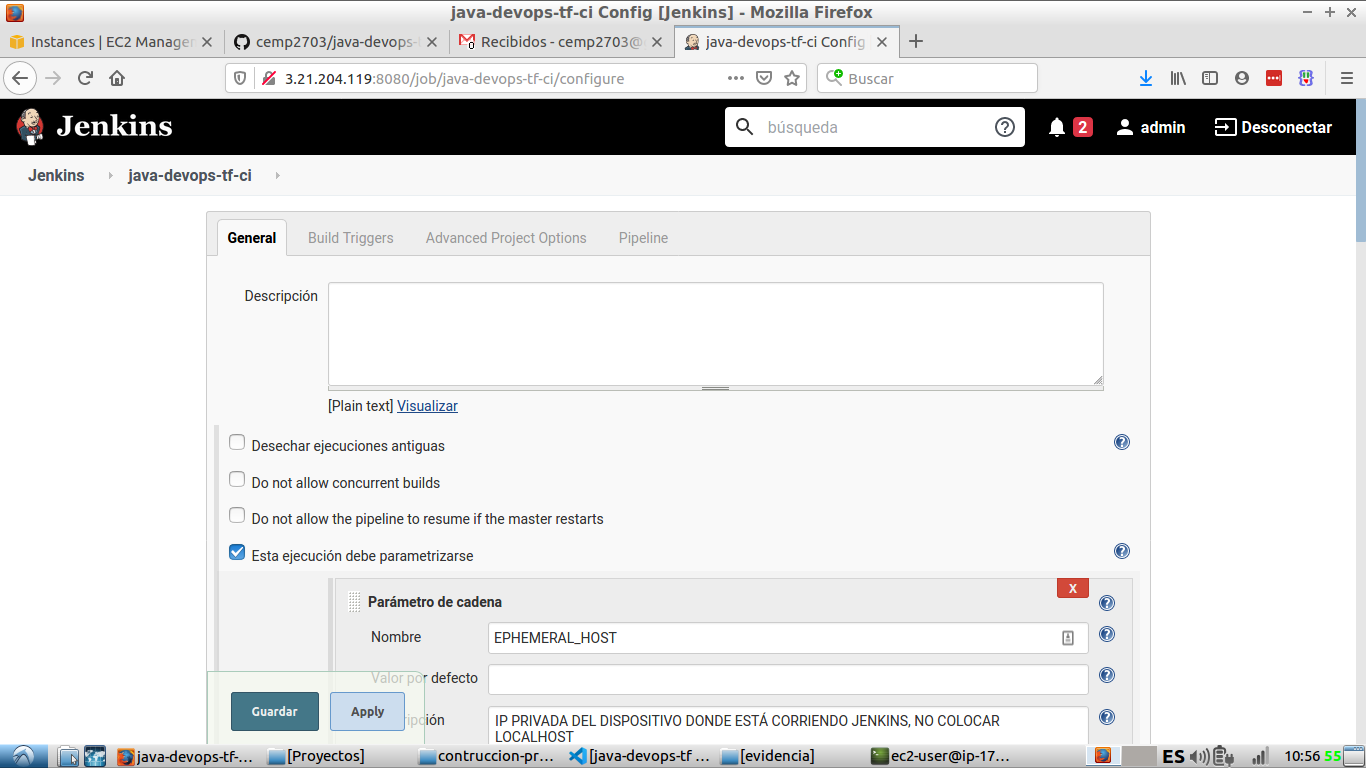 java-devops-tf-ci Config [Jenkins] - Mozilla Firefox
Instances | EC2 Manager
cemp2703/java-devops-
Recibidos - cemp2703@
java-devops-tf-ci Config
3.21.204.119:8080/job/java-devops-tf-ci/configure
Buscar
Jenkins
búsqueda
2
admin
Desconectar
Jenkins
java-devops-tf-ci
General
Build Triggers
Advanced Project Options
Pipeline
Descripción
[Plain text] Visualizar
Desechar ejecuciones antiguas
Do not allow concurrent builds
Do not allow the pipeline to resume if the master restarts
Esta ejecución debe parametrizarse
X
Parámetro de cadena
Nombre
EPHEMERAL_HOST
Valor por defecto
ripción
IP PRIVADA DEL DISPOSITIVO DONDE ESTÁ CORRIENDO JENKINS, NO COLOCAR
LOCALHOST
Guardar
Apply
java-devops-tf-...
[Proyectos]
contruccion-pr...
[java-devops-tf ...
[evidencia]
ec2-user@ip-17...
ES
10:56
55